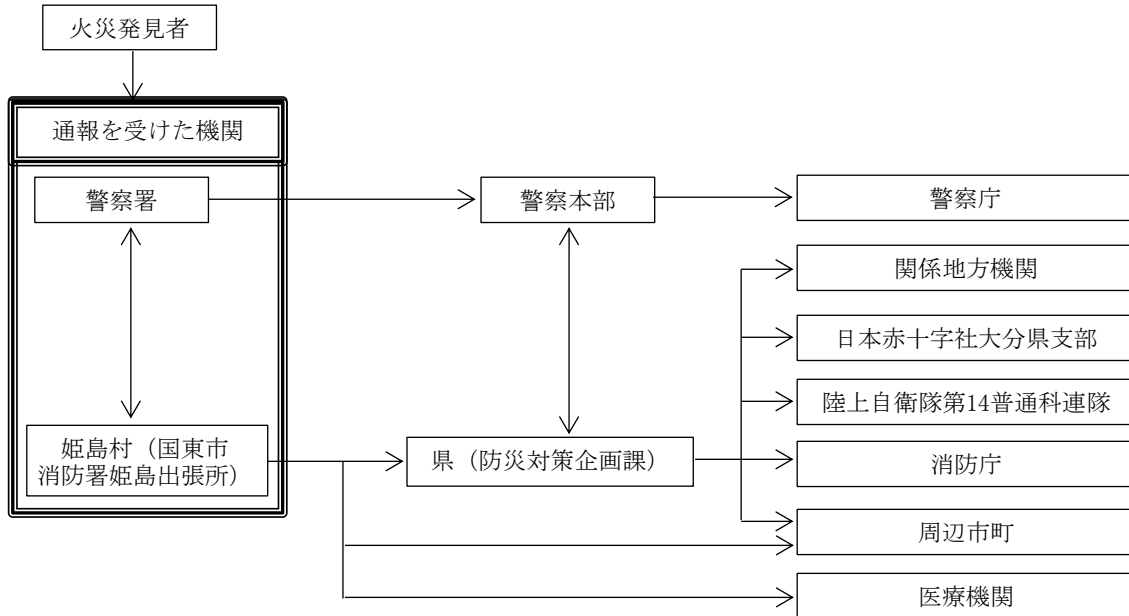 火災発見者
通報を受けた機関
警察署
警察本部
警察庁
関係地方機関
日本赤十字社大分県支部
陸上自衛隊第14普通科連隊
姫島村（国東市
消防署姫島出張所）
県（防災対策企画課）
消防庁
周辺市町
医療機関